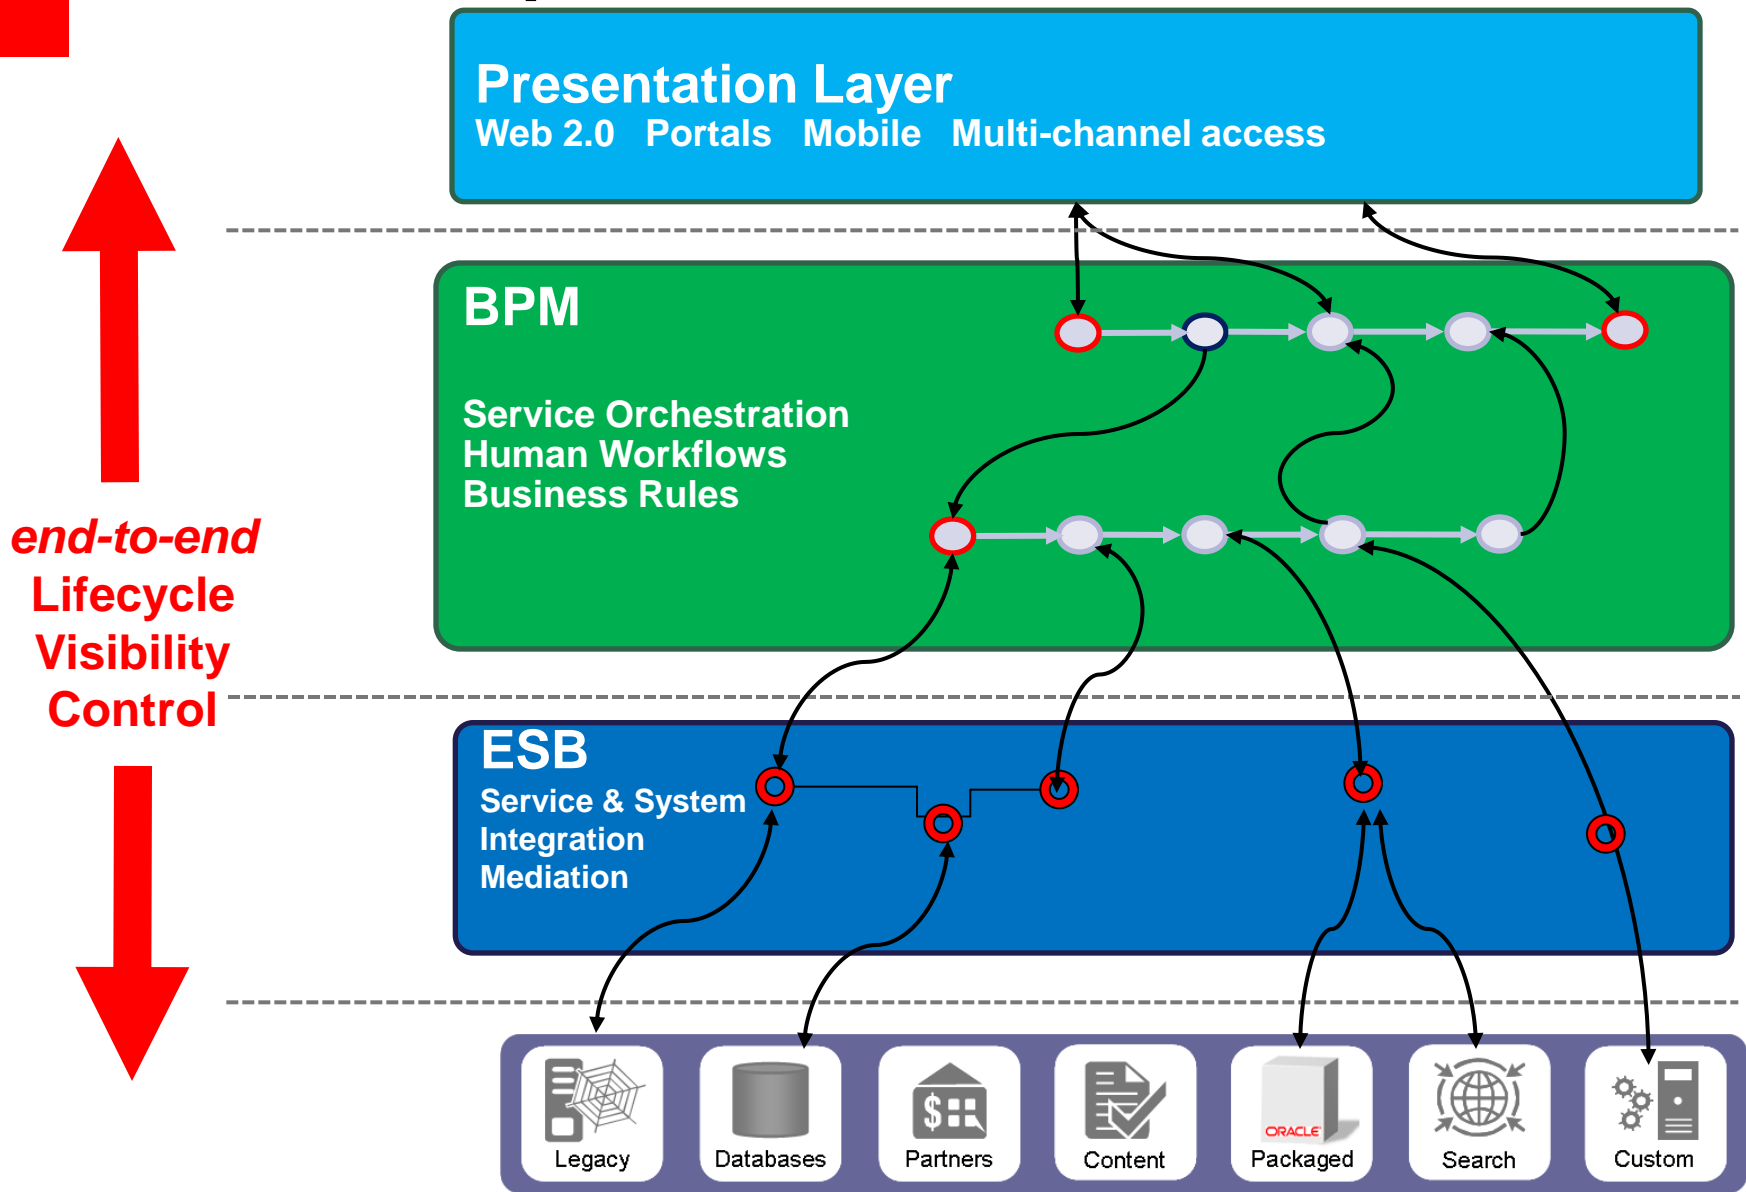 Presentation Layer
Web 2.0 Portals Mobile Multi-channel access
BPM
Service Orchestration
Human Workflows
Business Rules
end-to-end
Lifecycle
Visibility
Control
ESB
Service & System
Integration
Mediation
ORACLE
Legacy
Databases
Partners
Content
Packaged
Search
Custom